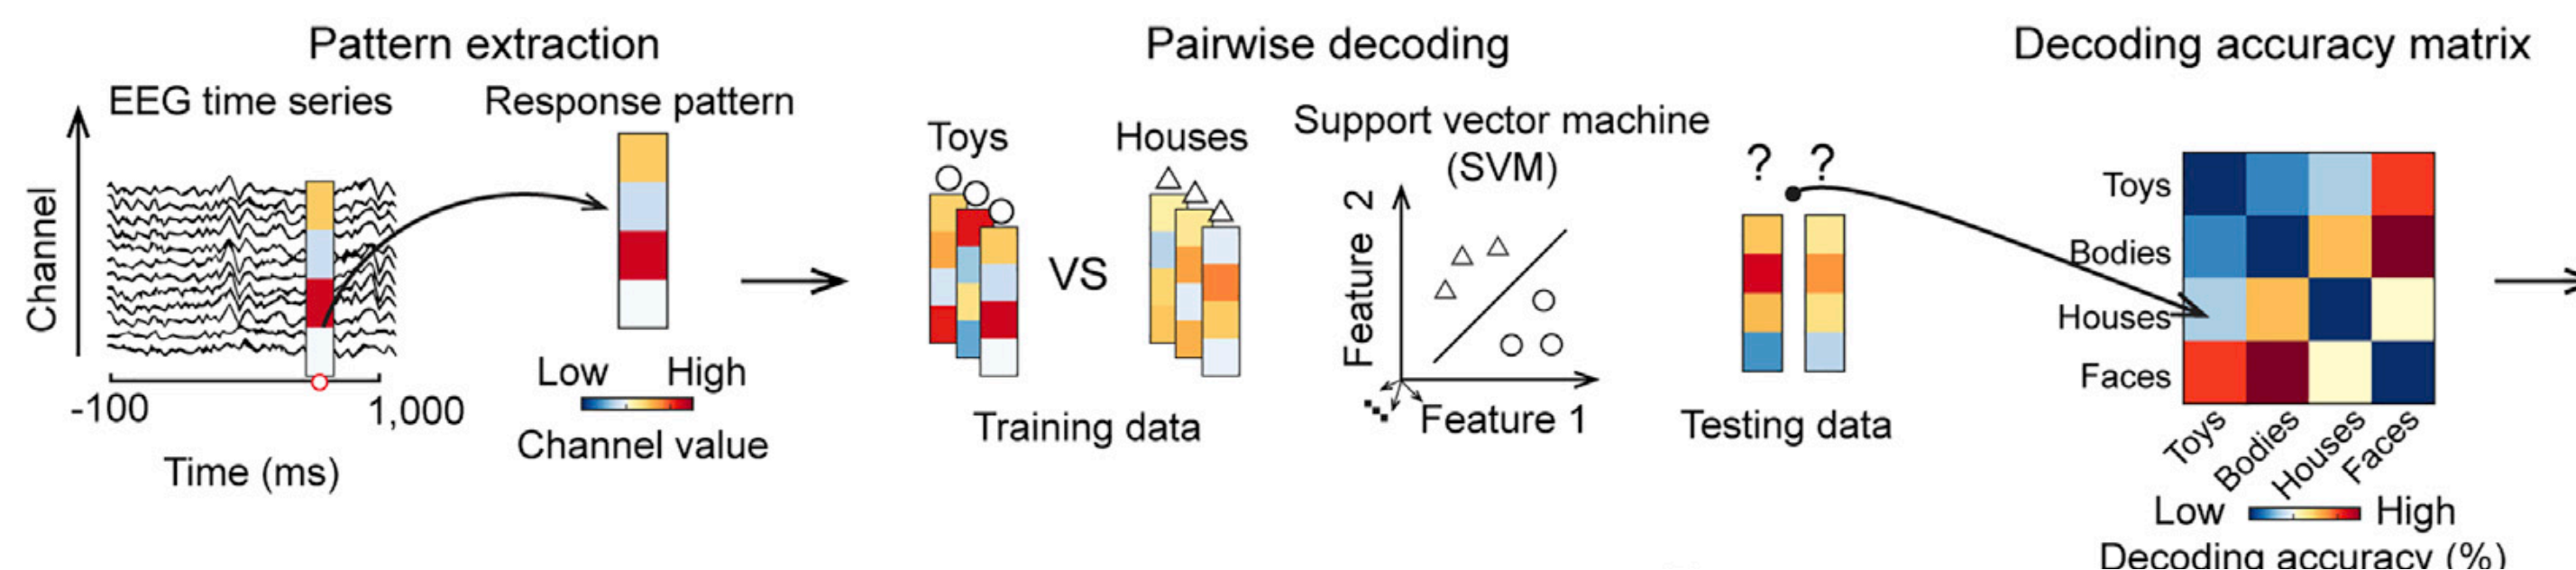 Pattern extraction
EEG time series
Response pattern
Channel
-100
1,000
Time (ms)
Low
High
Channel value
Pairwise decoding
Toys
Houses
VS
Training data
Support vector machine
(SVM)
Feature 2
Feature 1
? ?
Testing data
Decoding accuracy matrix
Toys
Bodies
Houses
Faces
Toys
Bodies
Houses
Faces
Low
High
Decoding accuracy (%)